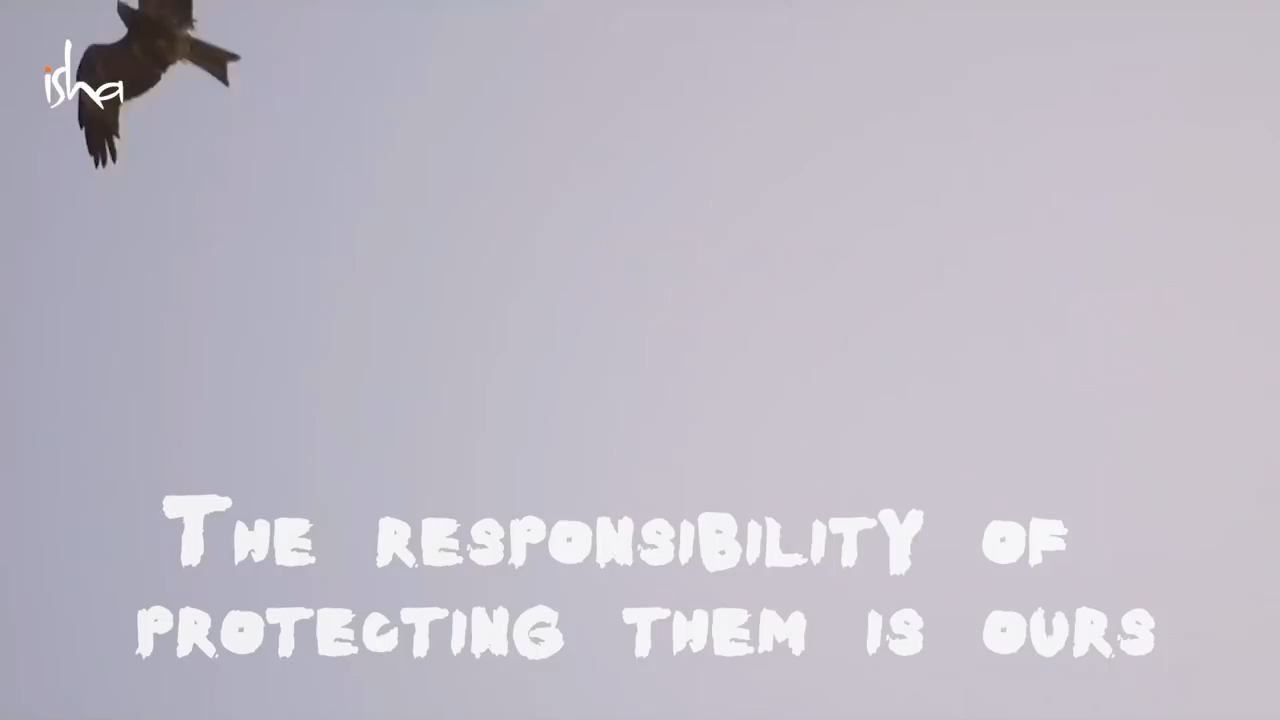 isha
The responsibility of
protecting them is ours